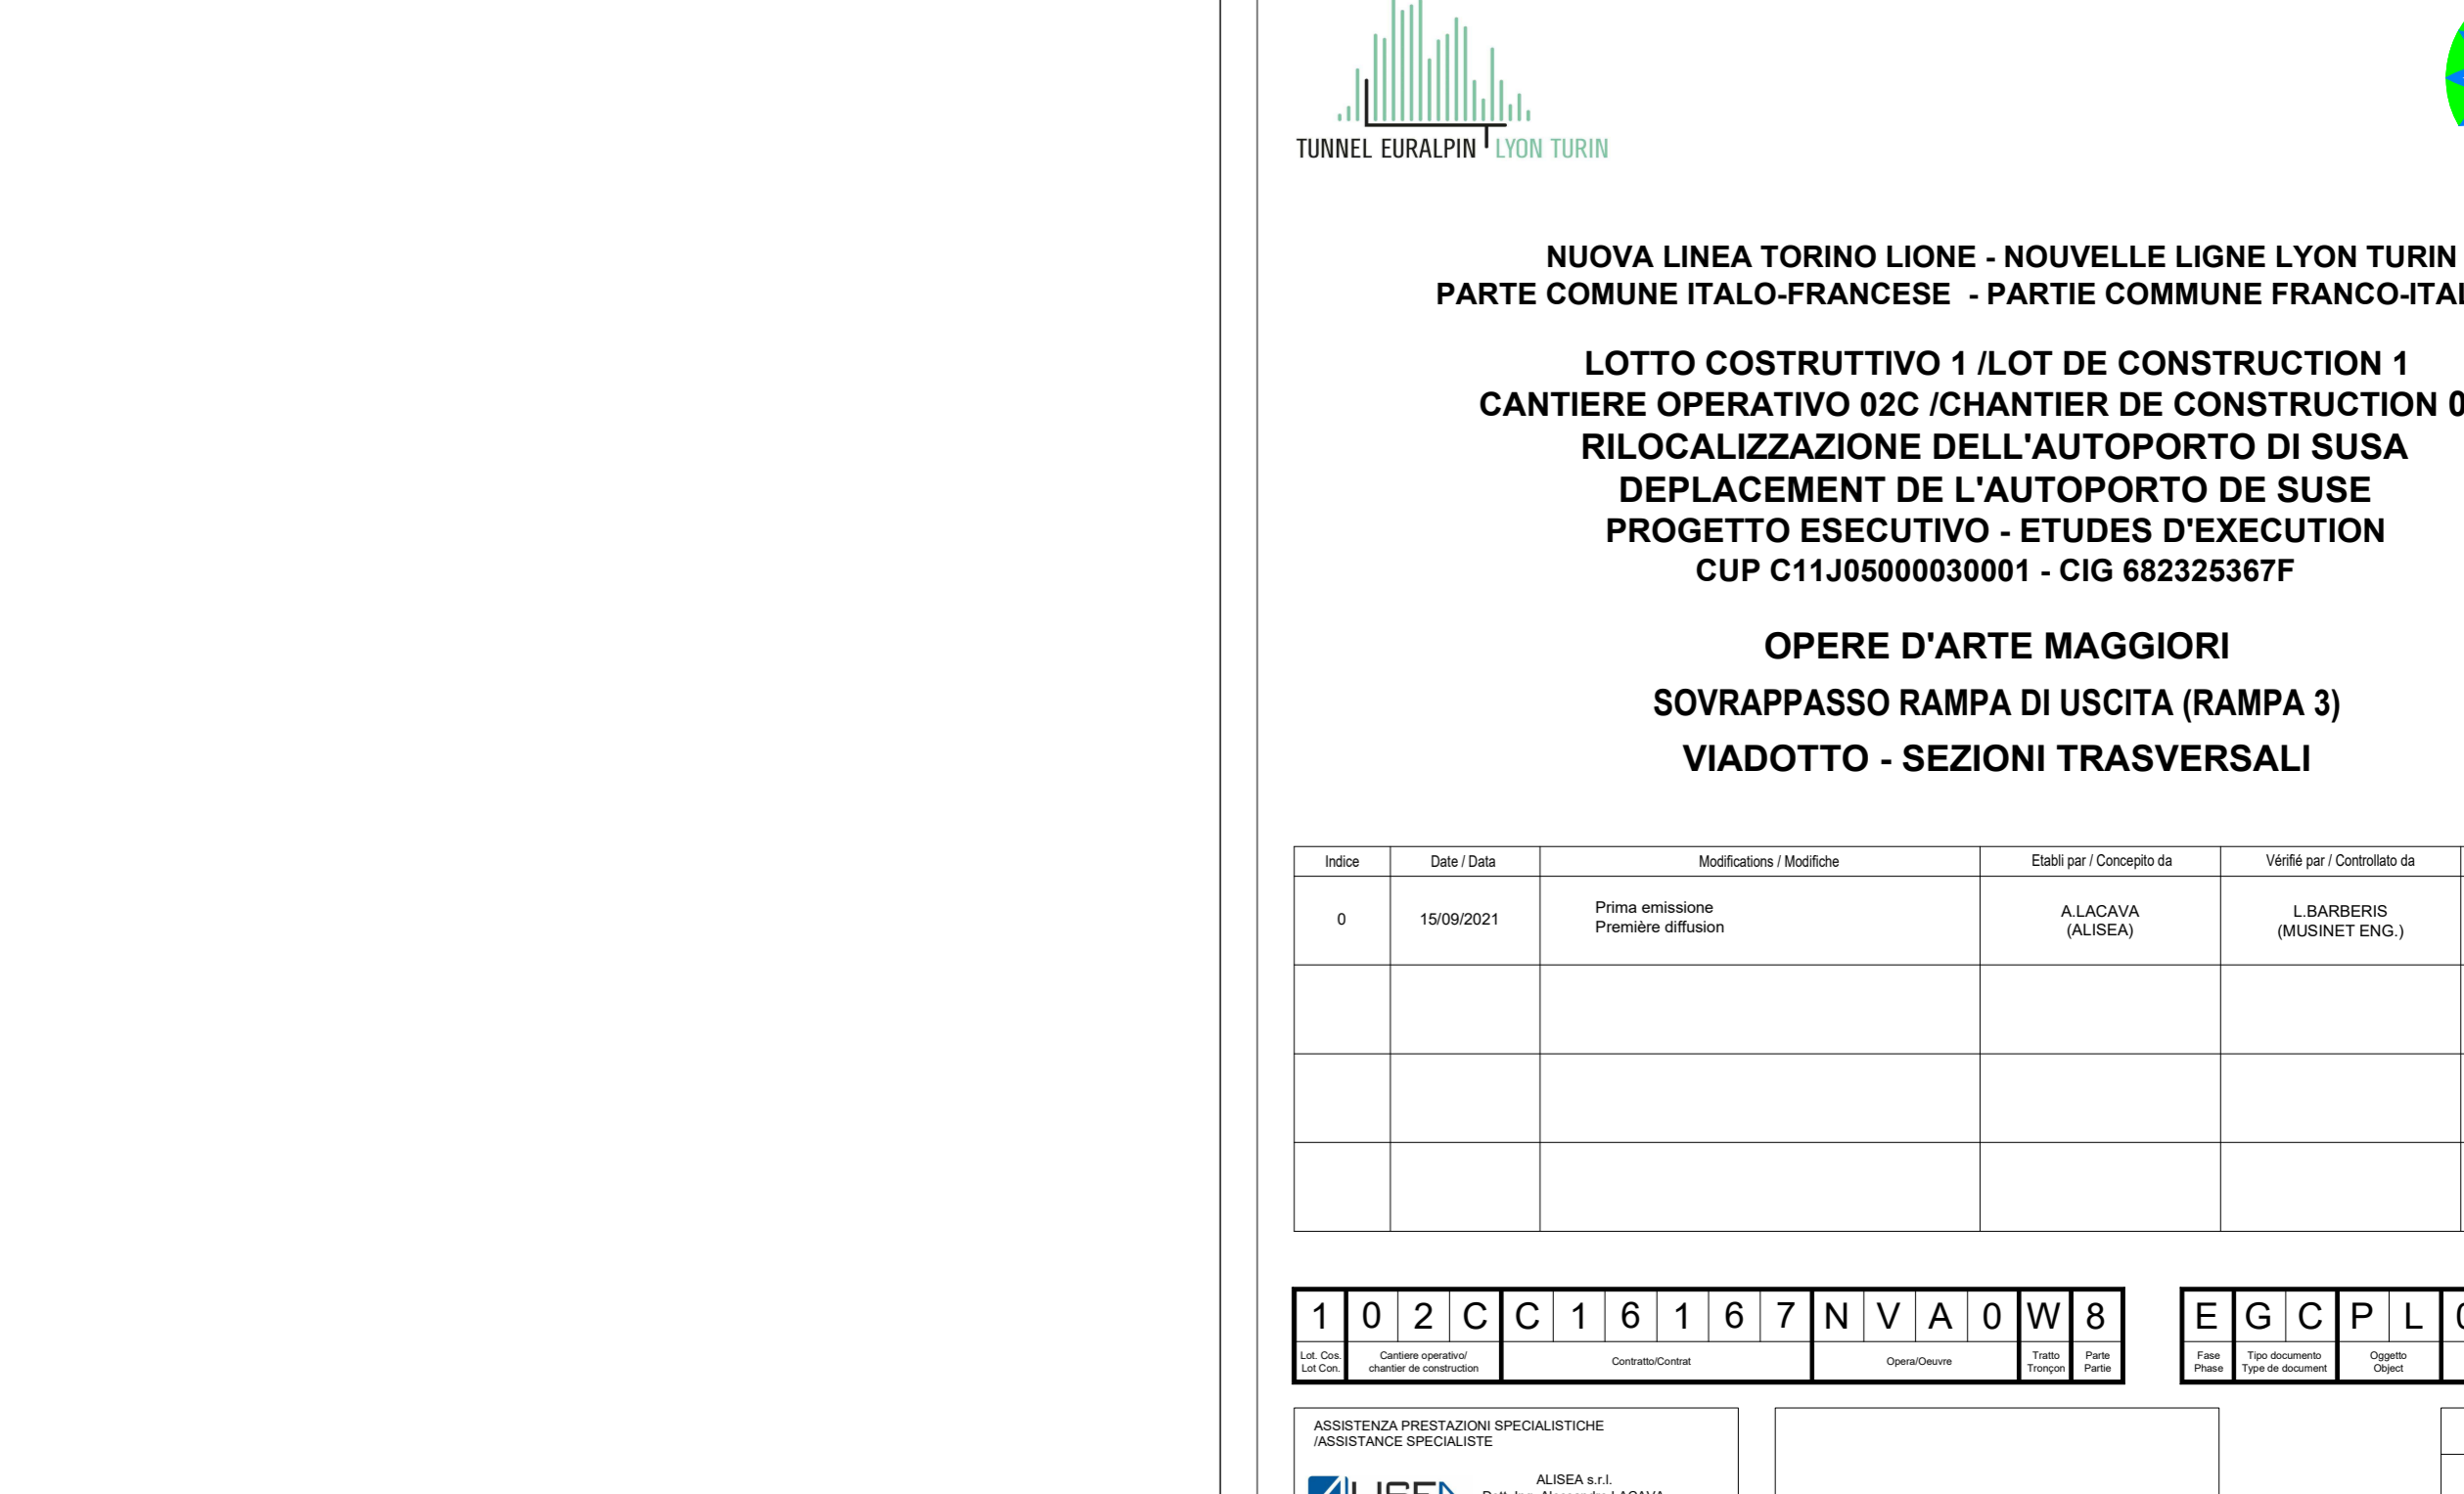 TUNNEL EURALPIN LYON TURIN
NUOVA LINEA TORINO LIONE - NOUVELLE LIGNE LYON TURIN
PARTE COMUNE ITALO-FRANCESE - PARTIE COMMUNE
LOTTO COSTRUTTIVO 1 /LOT DE CONSTRUCTION 1
CANTIERE OPERATIVO 02C /CHANTIER DE CONSTRUCTION
RILOCALIZZAZIONE DELL'AUTOPORTO DI SUSA
DEPLACEMENT DE L'AUTOPORTO DE SUSE
PROGETTO ESECUTIVO - ETUDES D'EXECUTION
CUP C11J05000030001 - CIG 682325367F
OPERE D'ARTE MAGGIORI
SOVRAPPASSO RAMPA DI USCITA (RAMPA 3)
VIADOTTO - SEZIONI TRASVERSALI
Indice Date / Data Modifications / Modifiche Etabli par / Concepito da Vérifié par / Controllato da
0 15/09/2021 Prima emissione
Première diffusion
A.LACAVA
(ALISEA)
L.BARBERIS
(MUSINET ENG.)
1 0 2 C C 1 6 1 6 7 N V A 0 W 8 E G C P L
Lot. Cos.
Lot Con.
Cantiere operativo/
chantier de construction
Contratto/Contrat
Opera/Oeuvre
Tratto
Tronçon
Parte
Partie
Fase
Phase
Tipo documento
Type de document
Oggetto
Object
ASSISTENZA PRESTAZIONI SPECIALISTICHE
/ASSISTANCE SPECIALISTE
ALISEA s.r.l.